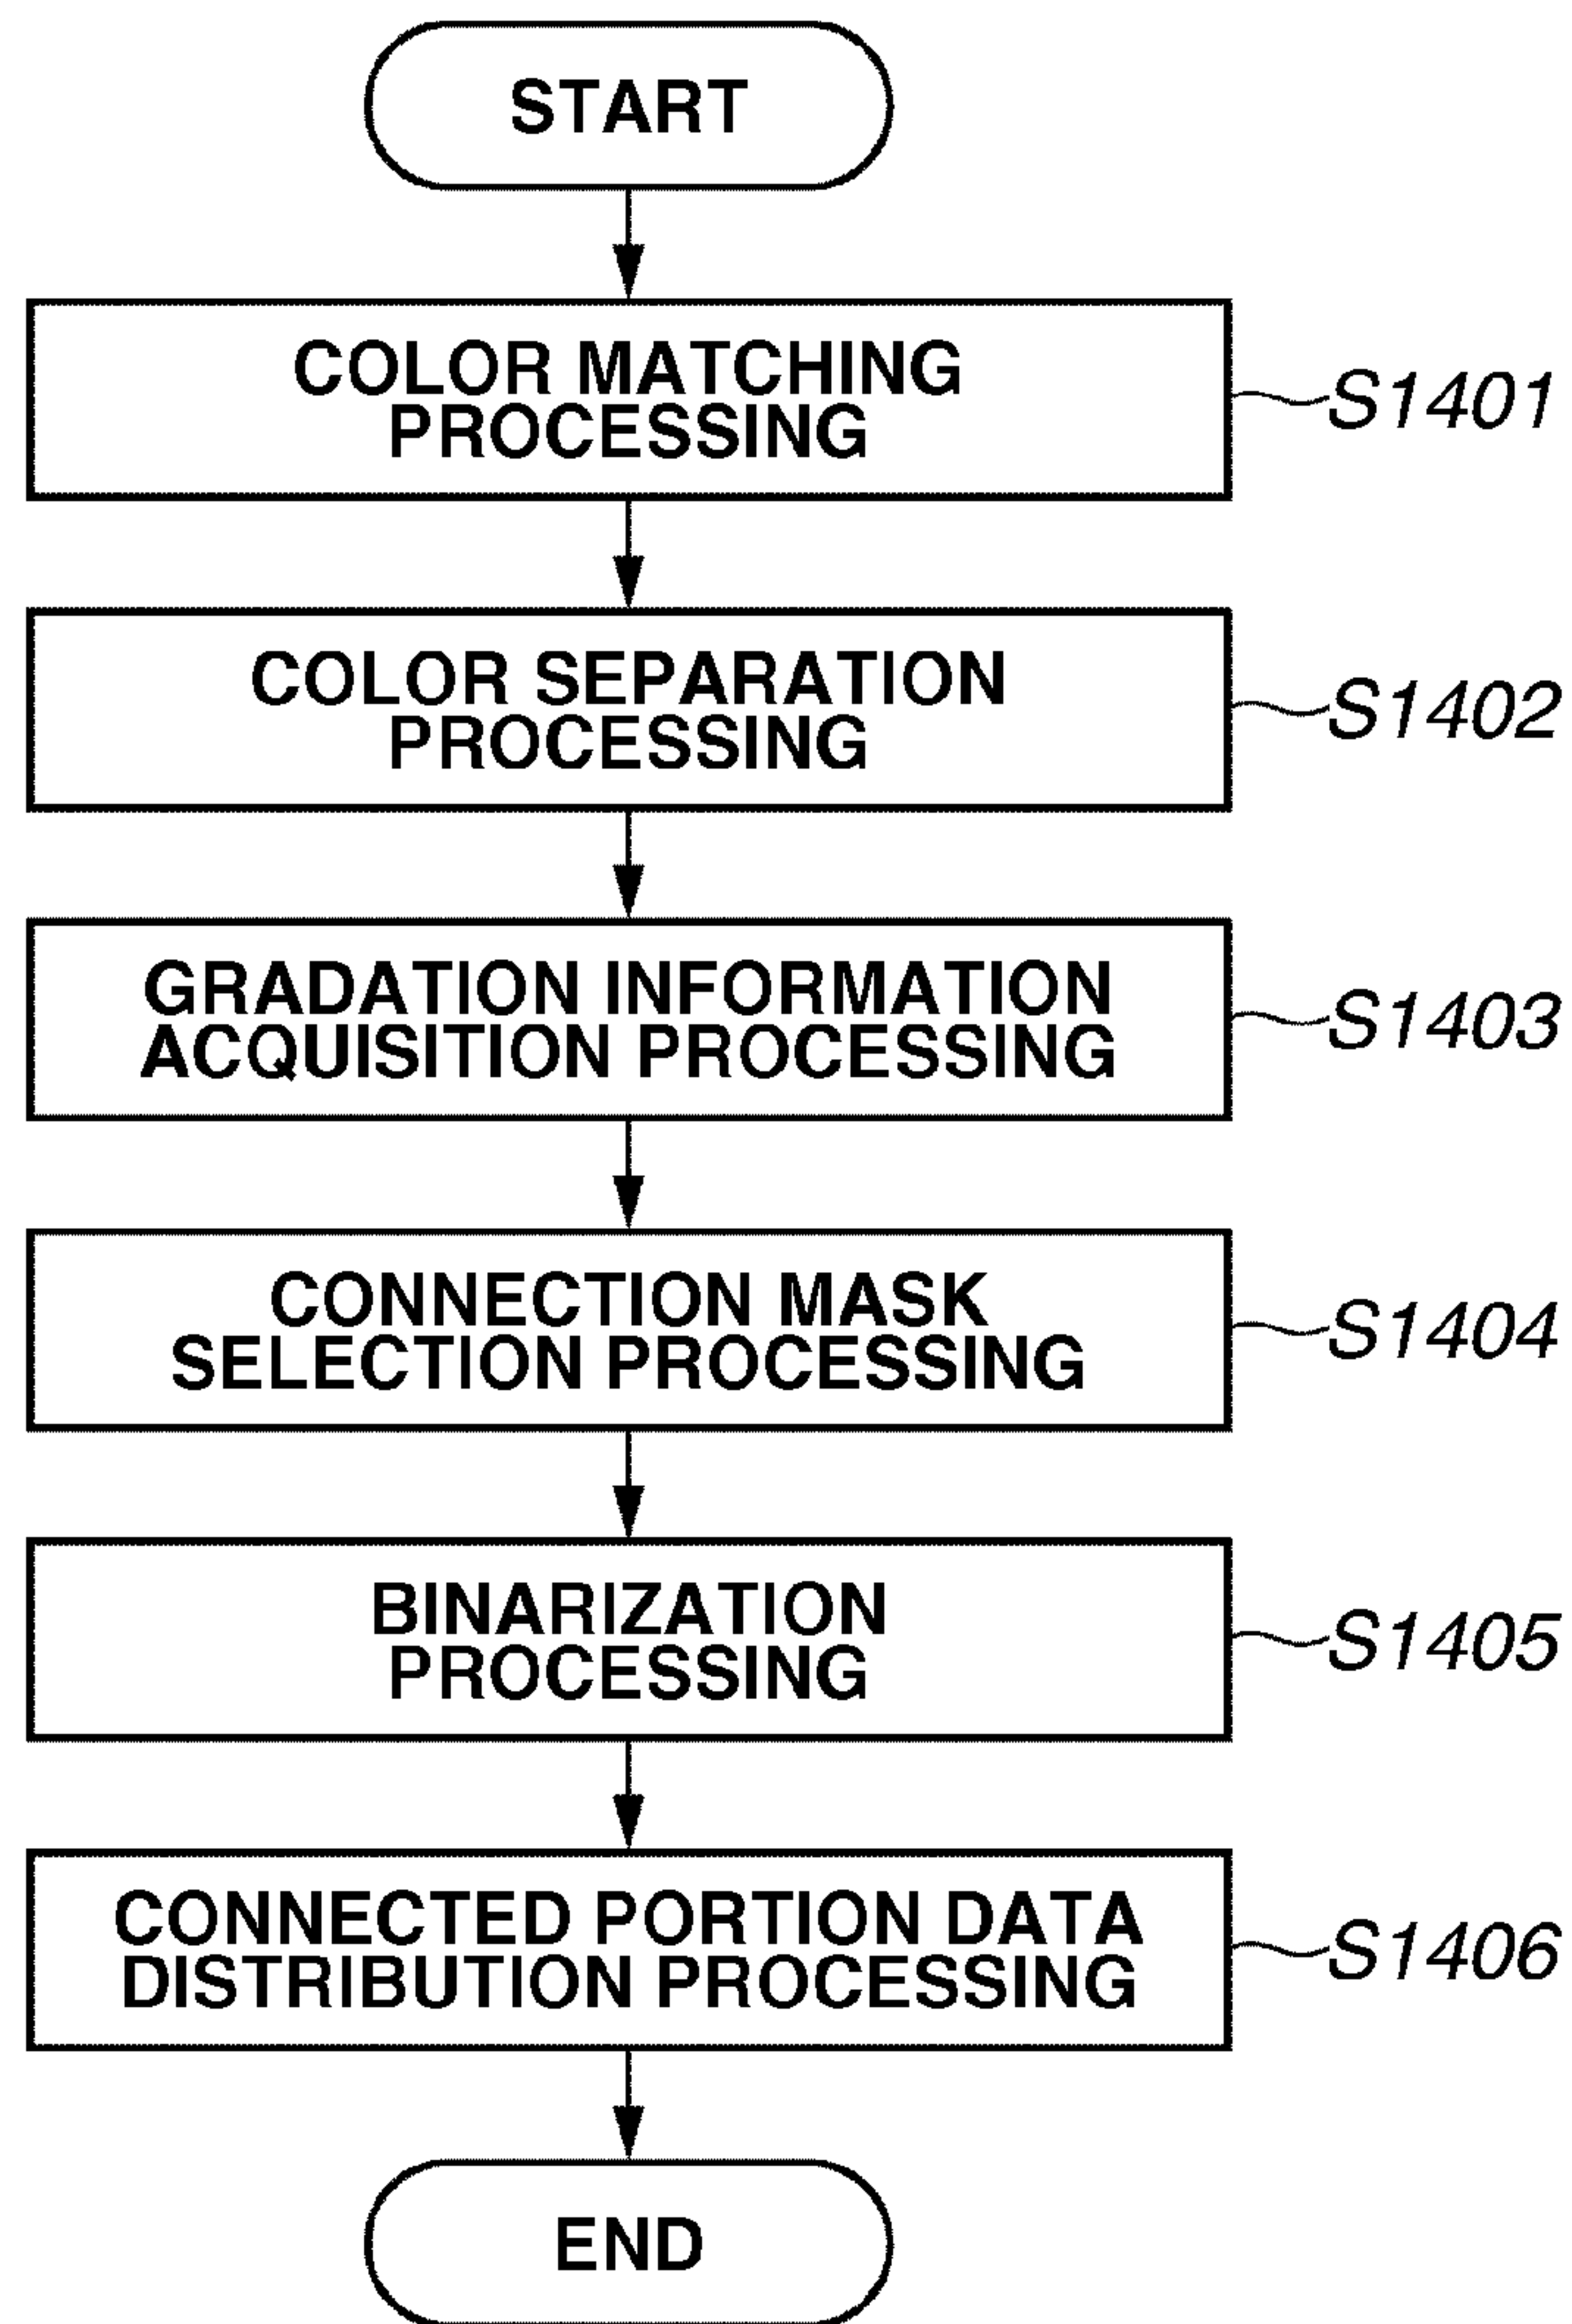 START
COLOR MATCHING
PROCESSING
S1401
COLOR SEPARATION
PROCESSING
S1402
GRADATION INFORMATION
ACQUISITION PROCESSING
S1403
CONNECTION MASK
SELECTION PROCESSING
S1404
BINARIZATION
PROCESSING
S1405
CONNECTED PORTION DATA
DISTRIBUTION PROCESSING
S1406
END